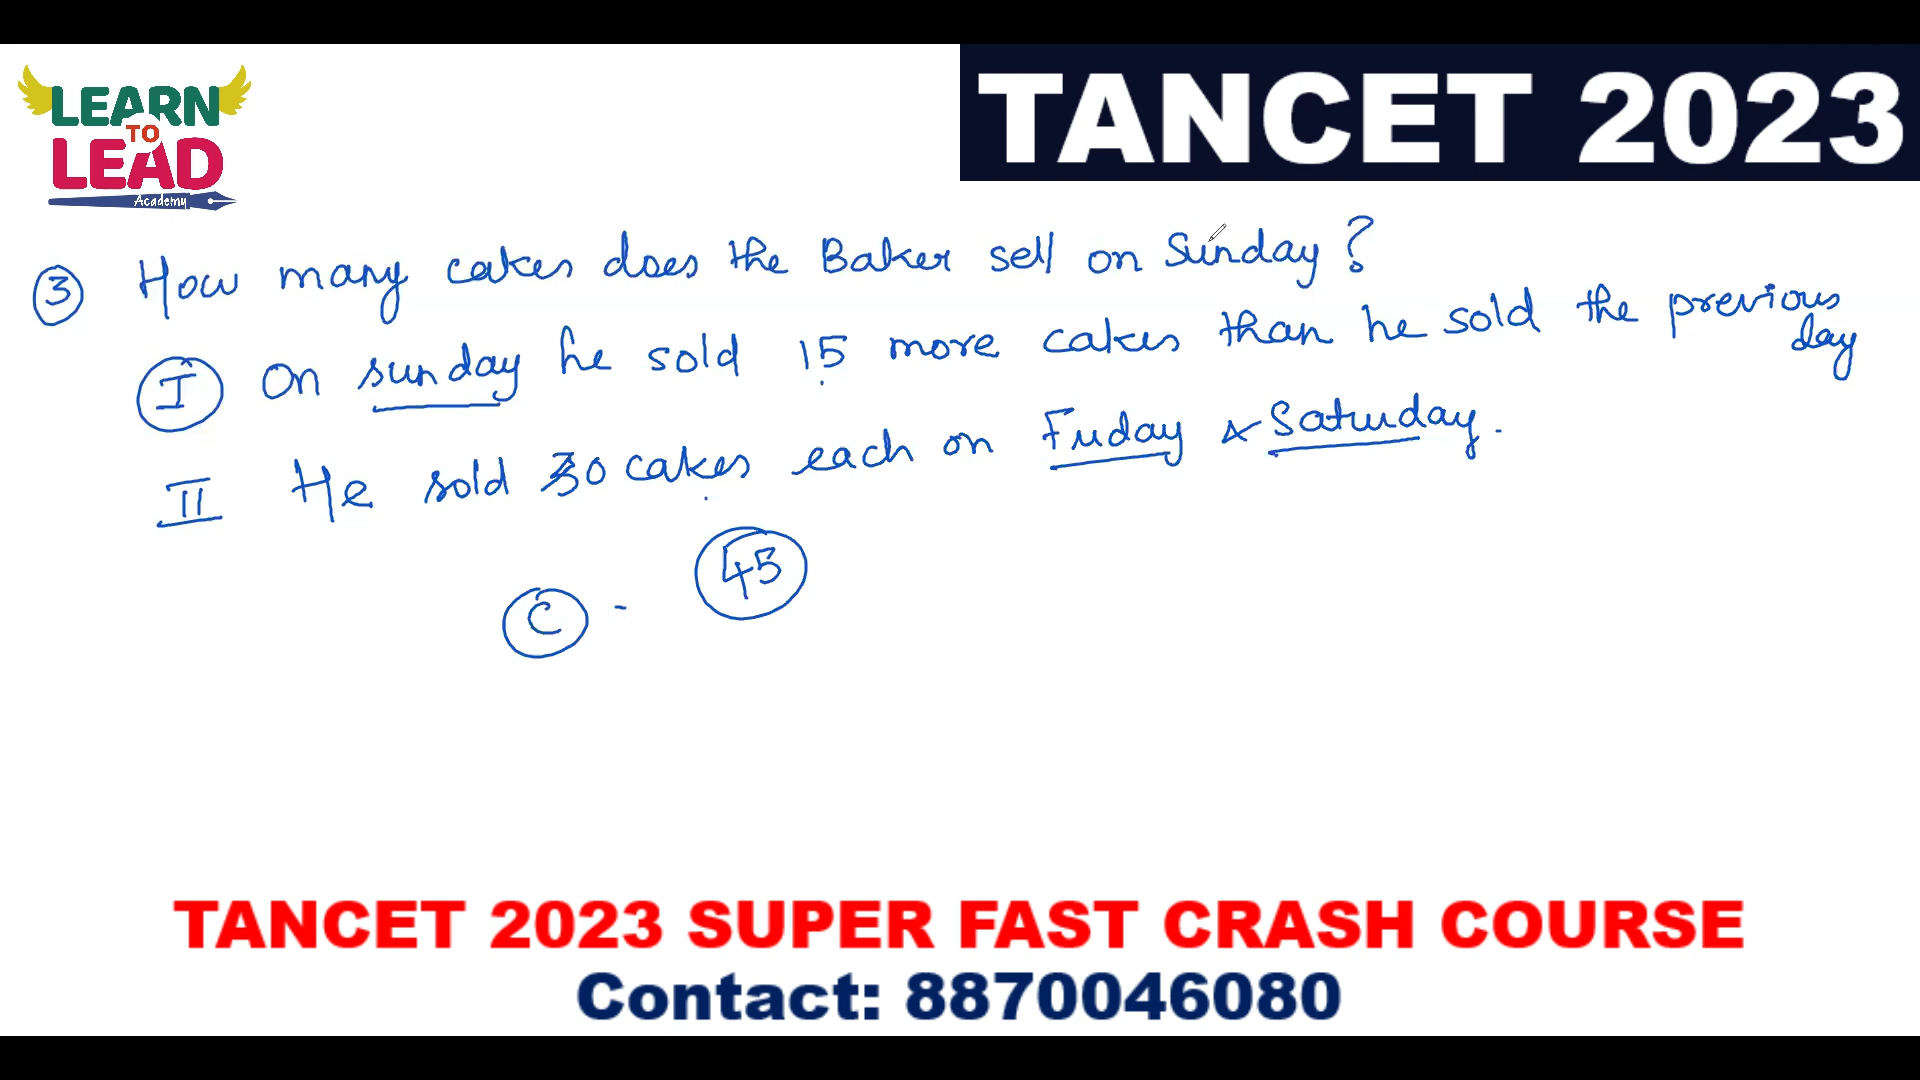 LEARN
TO
LEAD
Academy
TANCET 2023
3 How many cakes does the Baker sell on Sunday?
I On sunday he sold 15 more cakes than he sold the previous
day
II He sold 30 cakes each on Friday & Saturday.
45
C -
TANCET 2023 SUPER FAST CRASH COURSE
Contact: 8870046080